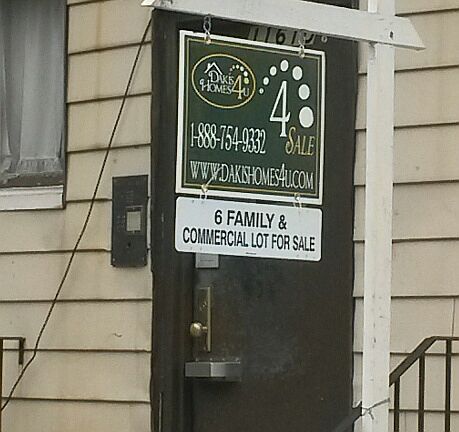 DAKIS
HOMES4U
4
SALE
1-888-754-9332
WWW.DAKISHOMES4U.COM
6 FAMILY &
COMMERCIAL LOT FOR SALE